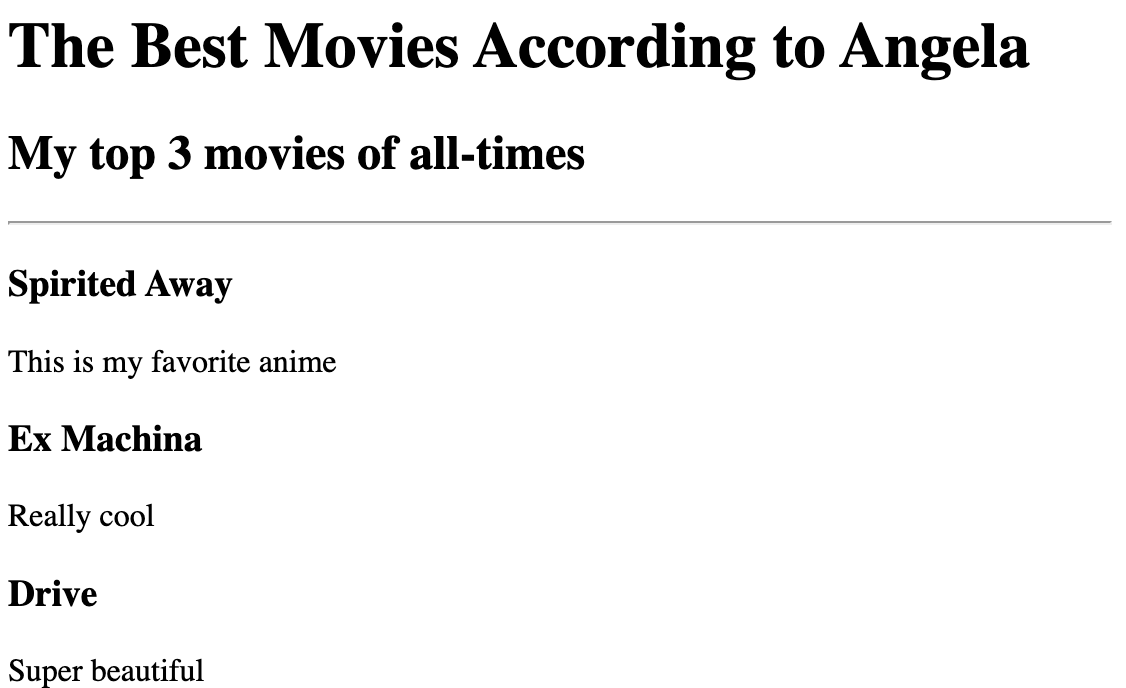 The Best Movies According to Angela
My top 3 movies of all-times
Spirited Away
This is my favorite anime
Ex Machina
Really cool
Drive
Super beautiful